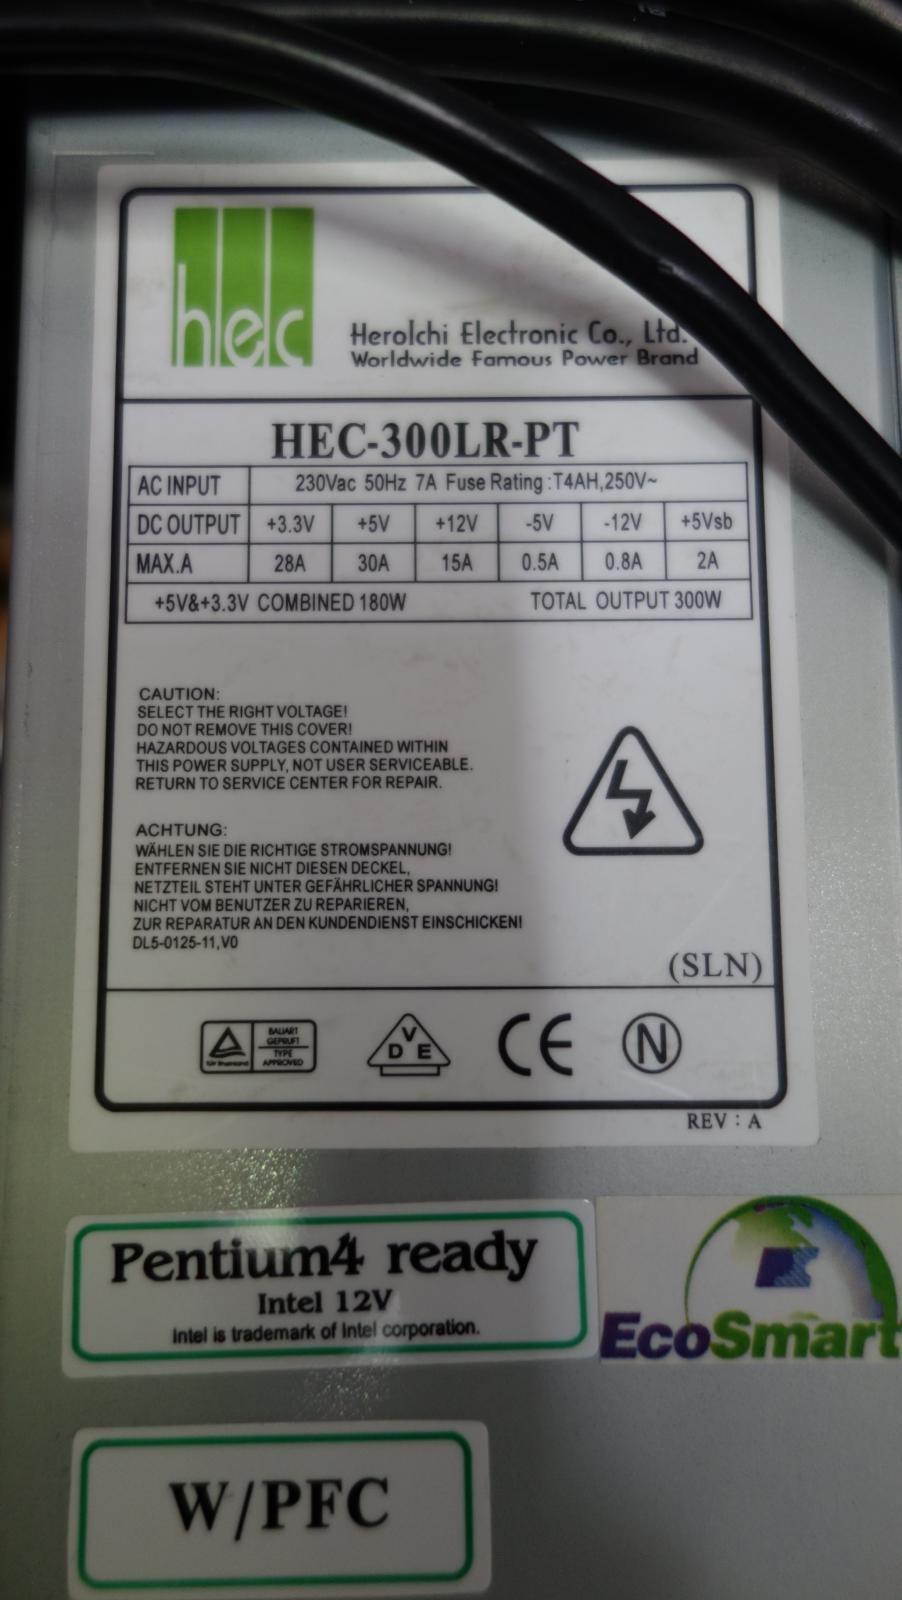 hec
HeroIchi Electronic Co., Ltd.
Worldwide Famous Power Brand
HEC-300LR-PT
AC INPUT 230Vac 50Hz 7A Fuse Rating :T4AH,250V~
DC OUTPUT +3.3V +5V +12V -5V -12V +5Vsb
MAX.A 28A 30A 15A 0.5A 0.8A 2A
+5V&+3.3V COMBINED 180W TOTAL OUTPUT 300W
CAUTION:
SELECT THE RIGHT VOLTAGE!
DO NOT REMOVE THIS COVER!
HAZARDOUS VOLTAGES CONTAINED WITHIN
THIS POWER SUPPLY, NOT USER SERVICEABLE.
RETURN TO SERVICE CENTER FOR REPAIR.
ACHTUNG:
WÄHLEN SIE DIE RICHTIGE STROMSPANNUNG!
ENTFERNEN SIE NICHT DIESEN DECKEL,
NETZTEIL STEHT UNTER GEFÄHRLICHER SPANNUNG!
NICHT VOM BENUTZER ZU REPARIEREN,
ZUR REPARATUR AN DEN KUNDENDIENST EINSCHICKEN!
DL5-0125-11,V0
(SLN)
TÜV Rheinland
BAUART
GEPRÜFT
TYPE
APPROVED
VDE
CE
N
REV : A
Pentium4 ready
Intel 12V
Intel is trademark of Intel corporation.
EcoSmart
W/PFC